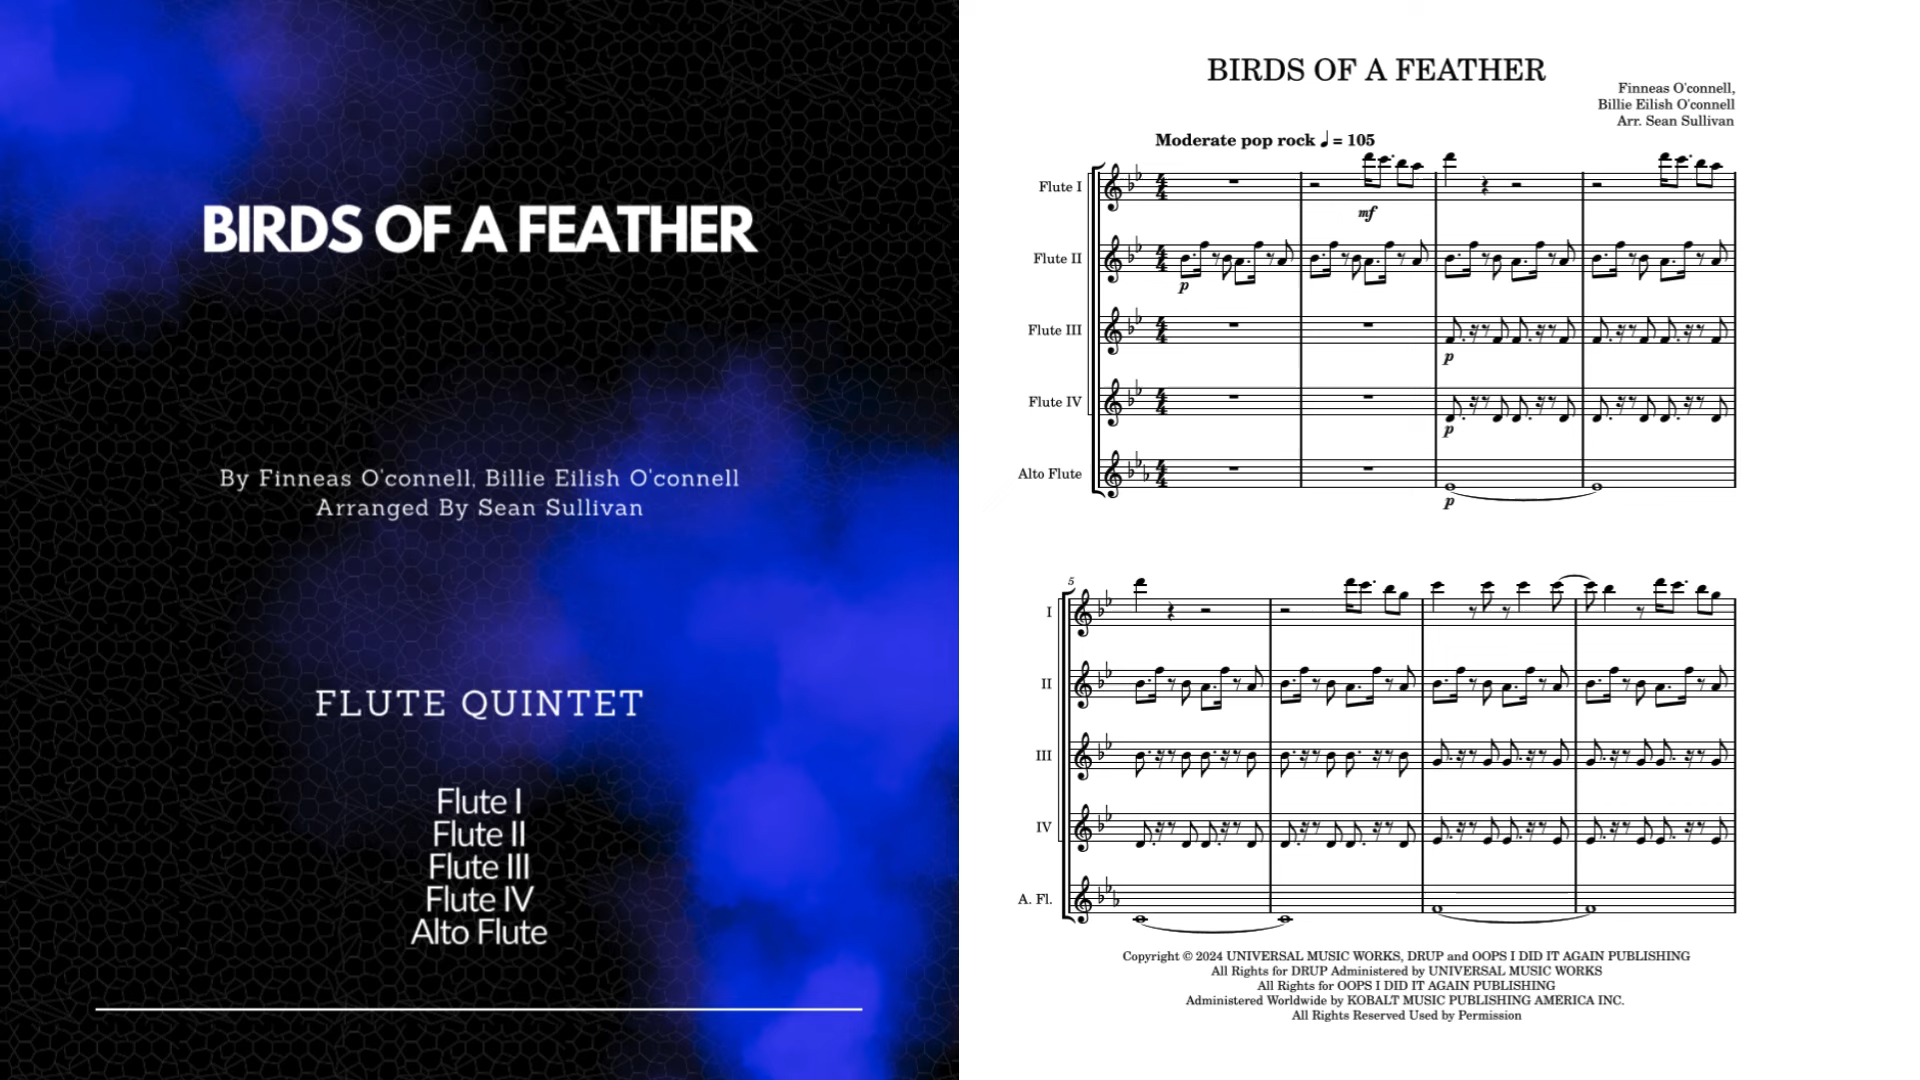 BIRDS OF A FEATHER
By Finneas O'connell, Billie Eilish O'connell
Arranged By Sean Sullivan
FLUTE QUINTET
Flute I
Flute II
Flute III
Flute IV
Alto Flute
BIRDS OF A FEATHER
Finneas O'connell,
Billie Eilish O'connell
Arr. Sean Sullivan
Moderate pop rock ♩ = 105
Flute I
mf
Flute II
p
Flute III
p
Flute IV
p
Alto Flute
p
5
I
II
III
IV
A. Fl.
Copyright © 2024 UNIVERSAL MUSIC WORKS, DRUP and OOPS I DID IT AGAIN PUBLISHING
All Rights for DRUP Administered by UNIVERSAL MUSIC WORKS
All Rights for OOPS I DID IT AGAIN PUBLISHING
Administered Worldwide by KOBALT MUSIC PUBLISHING AMERICA INC.
All Rights Reserved Used by Permission